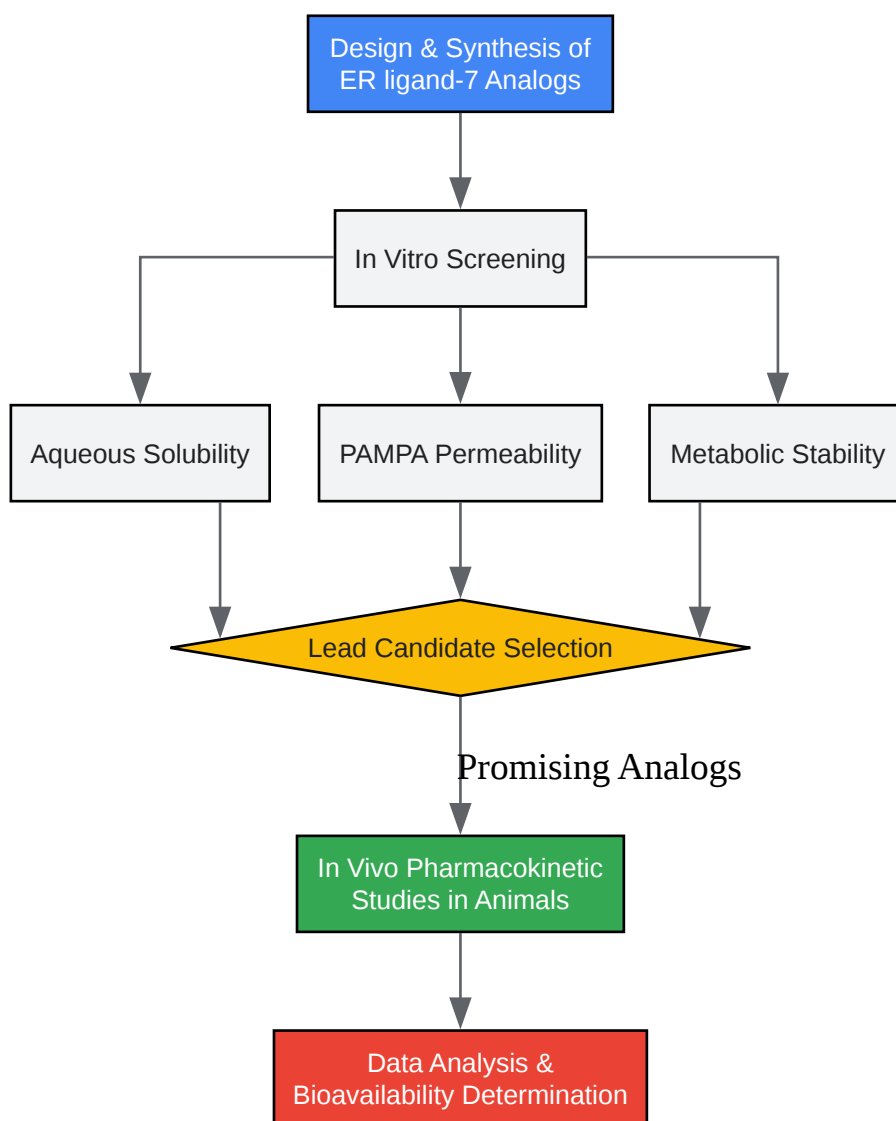 Design & Synthesis of
ER ligand-7 Analogs
In Vitro Screening
Aqueous Solubility
PAMPA Permeability
Metabolic Stability
Lead Candidate Selection
Promising Analogs
In Vivo Pharmacokinetic
Studies in Animals
Data Analysis &
Bioavailability Determination